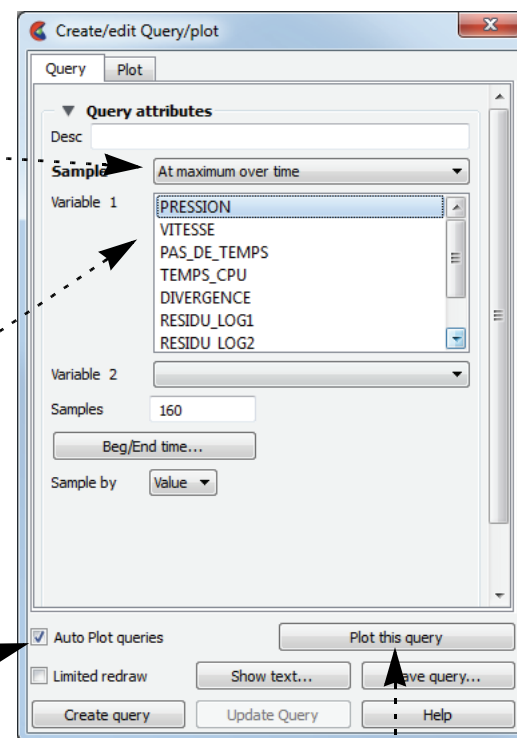 Create/edit Query/plot
Query Plot
Query attributes
Desc
Sample At maximum over time
Variable 1 PRESSION
VITESSE
PAS_DE_TEMPS
TEMPS_CPU
DIVERGENCE
RESIDU_LOG1
RESIDU LOG2
Variable 2
Samples 160
Beg/End time...
Sample by Value
Auto Plot queries Plot this query
Limited redraw Show text... ave query...
Create query Update Query Help